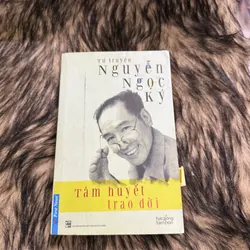 Tự truyện
Nguyễn
Ngọc
Ký
Tâm huyết
trao đời